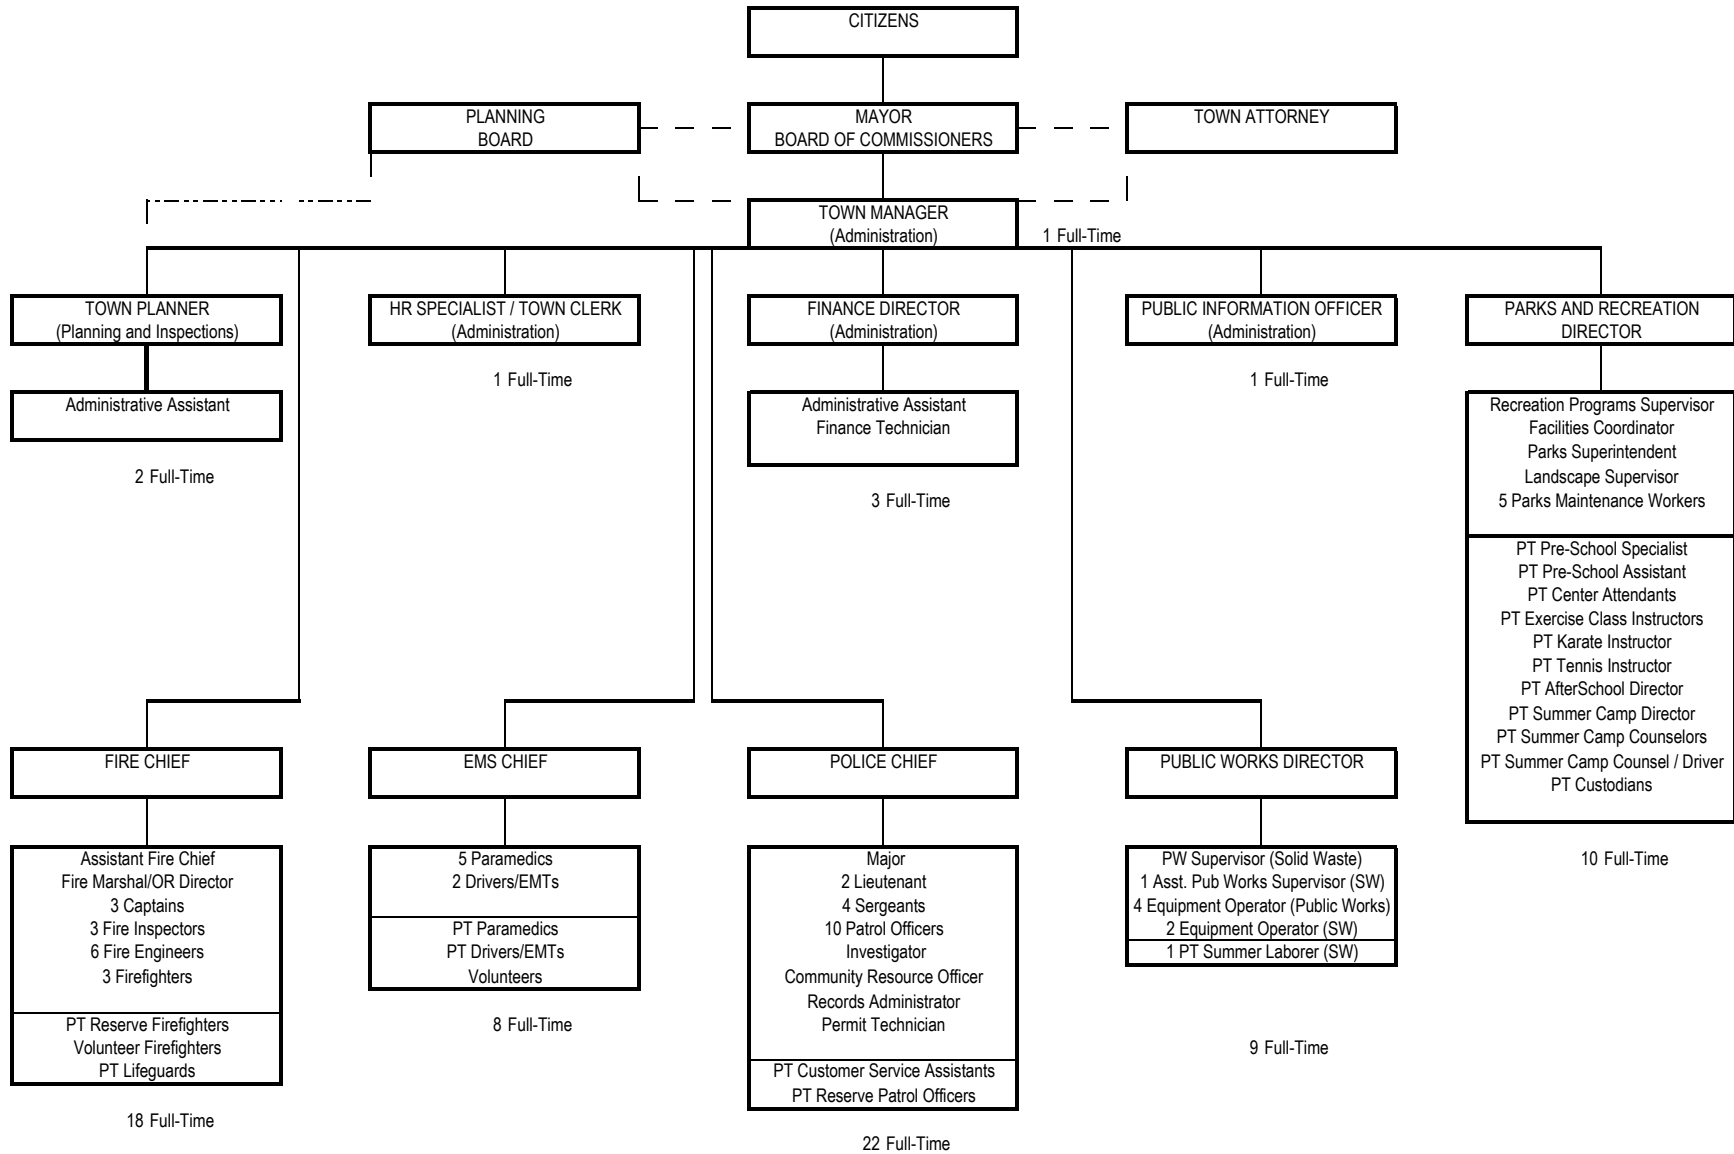 CITIZENS
PLANNING
BOARD
MAYOR
BOARD OF COMMISSIONERS
TOWN ATTORNEY
TOWN MANAGER
(Administration)
1 Full-Time
TOWN PLANNER
(Planning and Inspections)
HR SPECIALIST / TOWN CLERK
(Administration)
FINANCE DIRECTOR
(Administration)
PUBLIC INFORMATION OFFICER
(Administration)
PARKS AND RECREATION
DIRECTOR
1 Full-Time
1 Full-Time
Administrative Assistant
2 Full-Time
Administrative Assistant
Finance Technician
3 Full-Time
Recreation Programs Supervisor
Facilities Coordinator
Parks Superintendent
Landscape Supervisor
5 Parks Maintenance Workers
PT Pre-School Specialist
PT Pre-School Assistant
PT Center Attendants
PT Exercise Class Instructors
PT Karate Instructor
PT Tennis Instructor
PT AfterSchool Director
PT Summer Camp Director
PT Summer Camp Counselors
PT Summer Camp Counsel / Driver
PT Custodians
10 Full-Time
FIRE CHIEF
Assistant Fire Chief
Fire Marshal/OR Director
3 Captains
3 Fire Inspectors
6 Fire Engineers
3 Firefighters
PT Reserve Firefighters
Volunteer Firefighters
PT Lifeguards
18 Full-Time
EMS CHIEF
5 Paramedics
2 Drivers/EMTs
PT Paramedics
PT Drivers/EMTs
Volunteers
8 Full-Time
POLICE CHIEF
Major
2 Lieutenant
4 Sergeants
10 Patrol Officers
Investigator
Community Resource Officer
Records Administrator
Permit Technician
PT Customer Service Assistants
PT Reserve Patrol Officers
22 Full-Time
PUBLIC WORKS DIRECTOR
PW Supervisor (Solid Waste)
1 Asst. Pub Works Supervisor (SW)
4 Equipment Operator (Public Works)
2 Equipment Operator (SW)
1 PT Summer Laborer (SW)
9 Full-Time